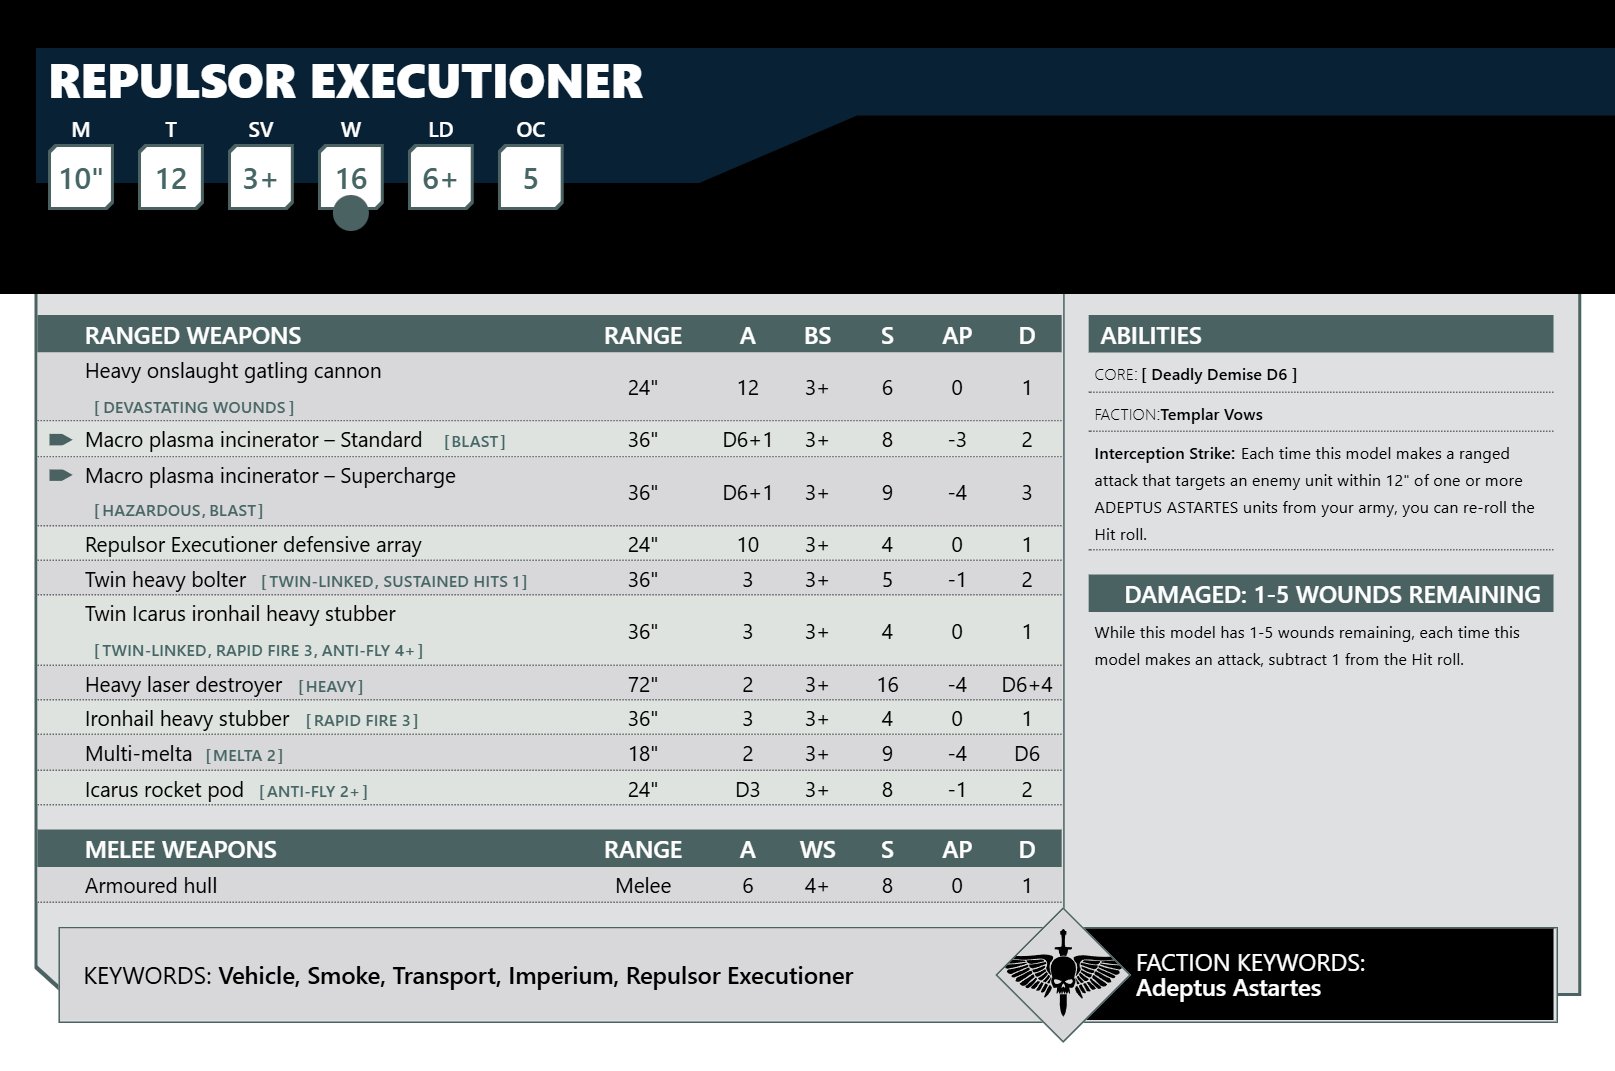 REPULSOR EXECUTIONER
M T SV W LD OC
10" 12 3+ 16 6+ 5
RANGED WEAPONS RANGE A BS S AP D
Heavy onslaught gatling cannon
[DEVASTATING WOUNDS] 24" 12 3+ 6 0 1
Macro plasma incinerator – Standard [BLAST] 36" D6+1 3+ 8 -3 2
Macro plasma incinerator – Supercharge
[HAZARDOUS, BLAST] 36" D6+1 3+ 9 -4 3
Repulsor Executioner defensive array 24" 10 3+ 4 0 1
Twin heavy bolter [TWIN-LINKED, SUSTAINED HITS 1] 36" 3 3+ 5 -1 2
Twin Icarus ironhail heavy stubber
[TWIN-LINKED, RAPID FIRE 3, ANTI-FLY 4+] 36" 3 3+ 4 0 1
Heavy laser destroyer [HEAVY] 72" 2 3+ 16 -4 D6+4
Ironhail heavy stubber [RAPID FIRE 3] 36" 3 3+ 4 0 1
Multi-melta [MELTA 2] 18" 2 3+ 9 -4 D6
Icarus rocket pod [ANTI-FLY 2+] 24" D3 3+ 8 -1 2
MELEE WEAPONS RANGE A WS S AP D
Armoured hull Melee 6 4+ 8 0 1
ABILITIES
CORE: [ Deadly Demise D6 ]
FACTION:Templar Vows
Interception Strike: Each time this model makes a ranged
attack that targets an enemy unit within 12" of one or more
ADEPTUS ASTARTES units from your army, you can re-roll the
Hit roll.
DAMAGED: 1-5 WOUNDS REMAINING
While this model has 1-5 wounds remaining, each time this
model makes an attack, subtract 1 from the Hit roll.
KEYWORDS: Vehicle, Smoke, Transport, Imperium, Repulsor Executioner
FACTION KEYWORDS:
Adeptus Astartes